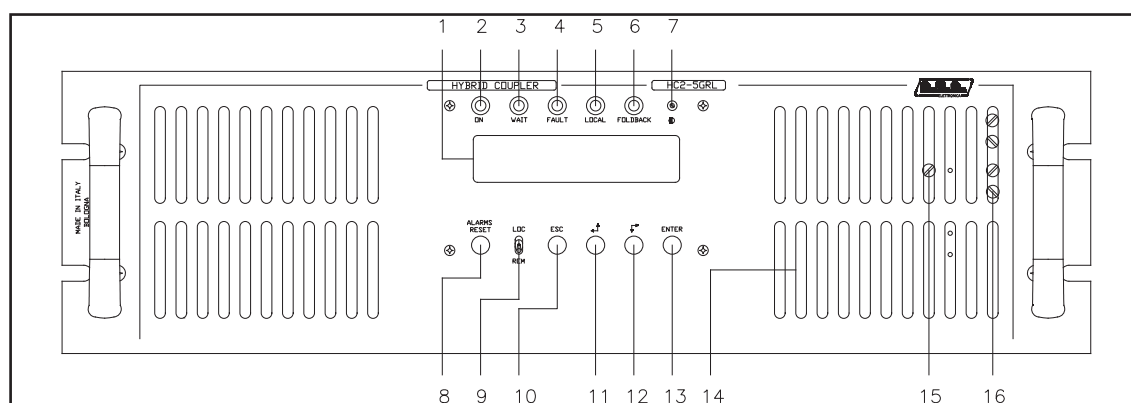 1 2 3 4 5 6 7
HYBRID COUPLER HC2-5GRL
ELETTRONICA
ON WAIT FAULT LOCAL FOLDBACK
MADE IN ITALY
BOLOGNA
ALARMS
RESET
LOC
REM
ESC
ENTER
8 9 10 11 12 13 14 15 16